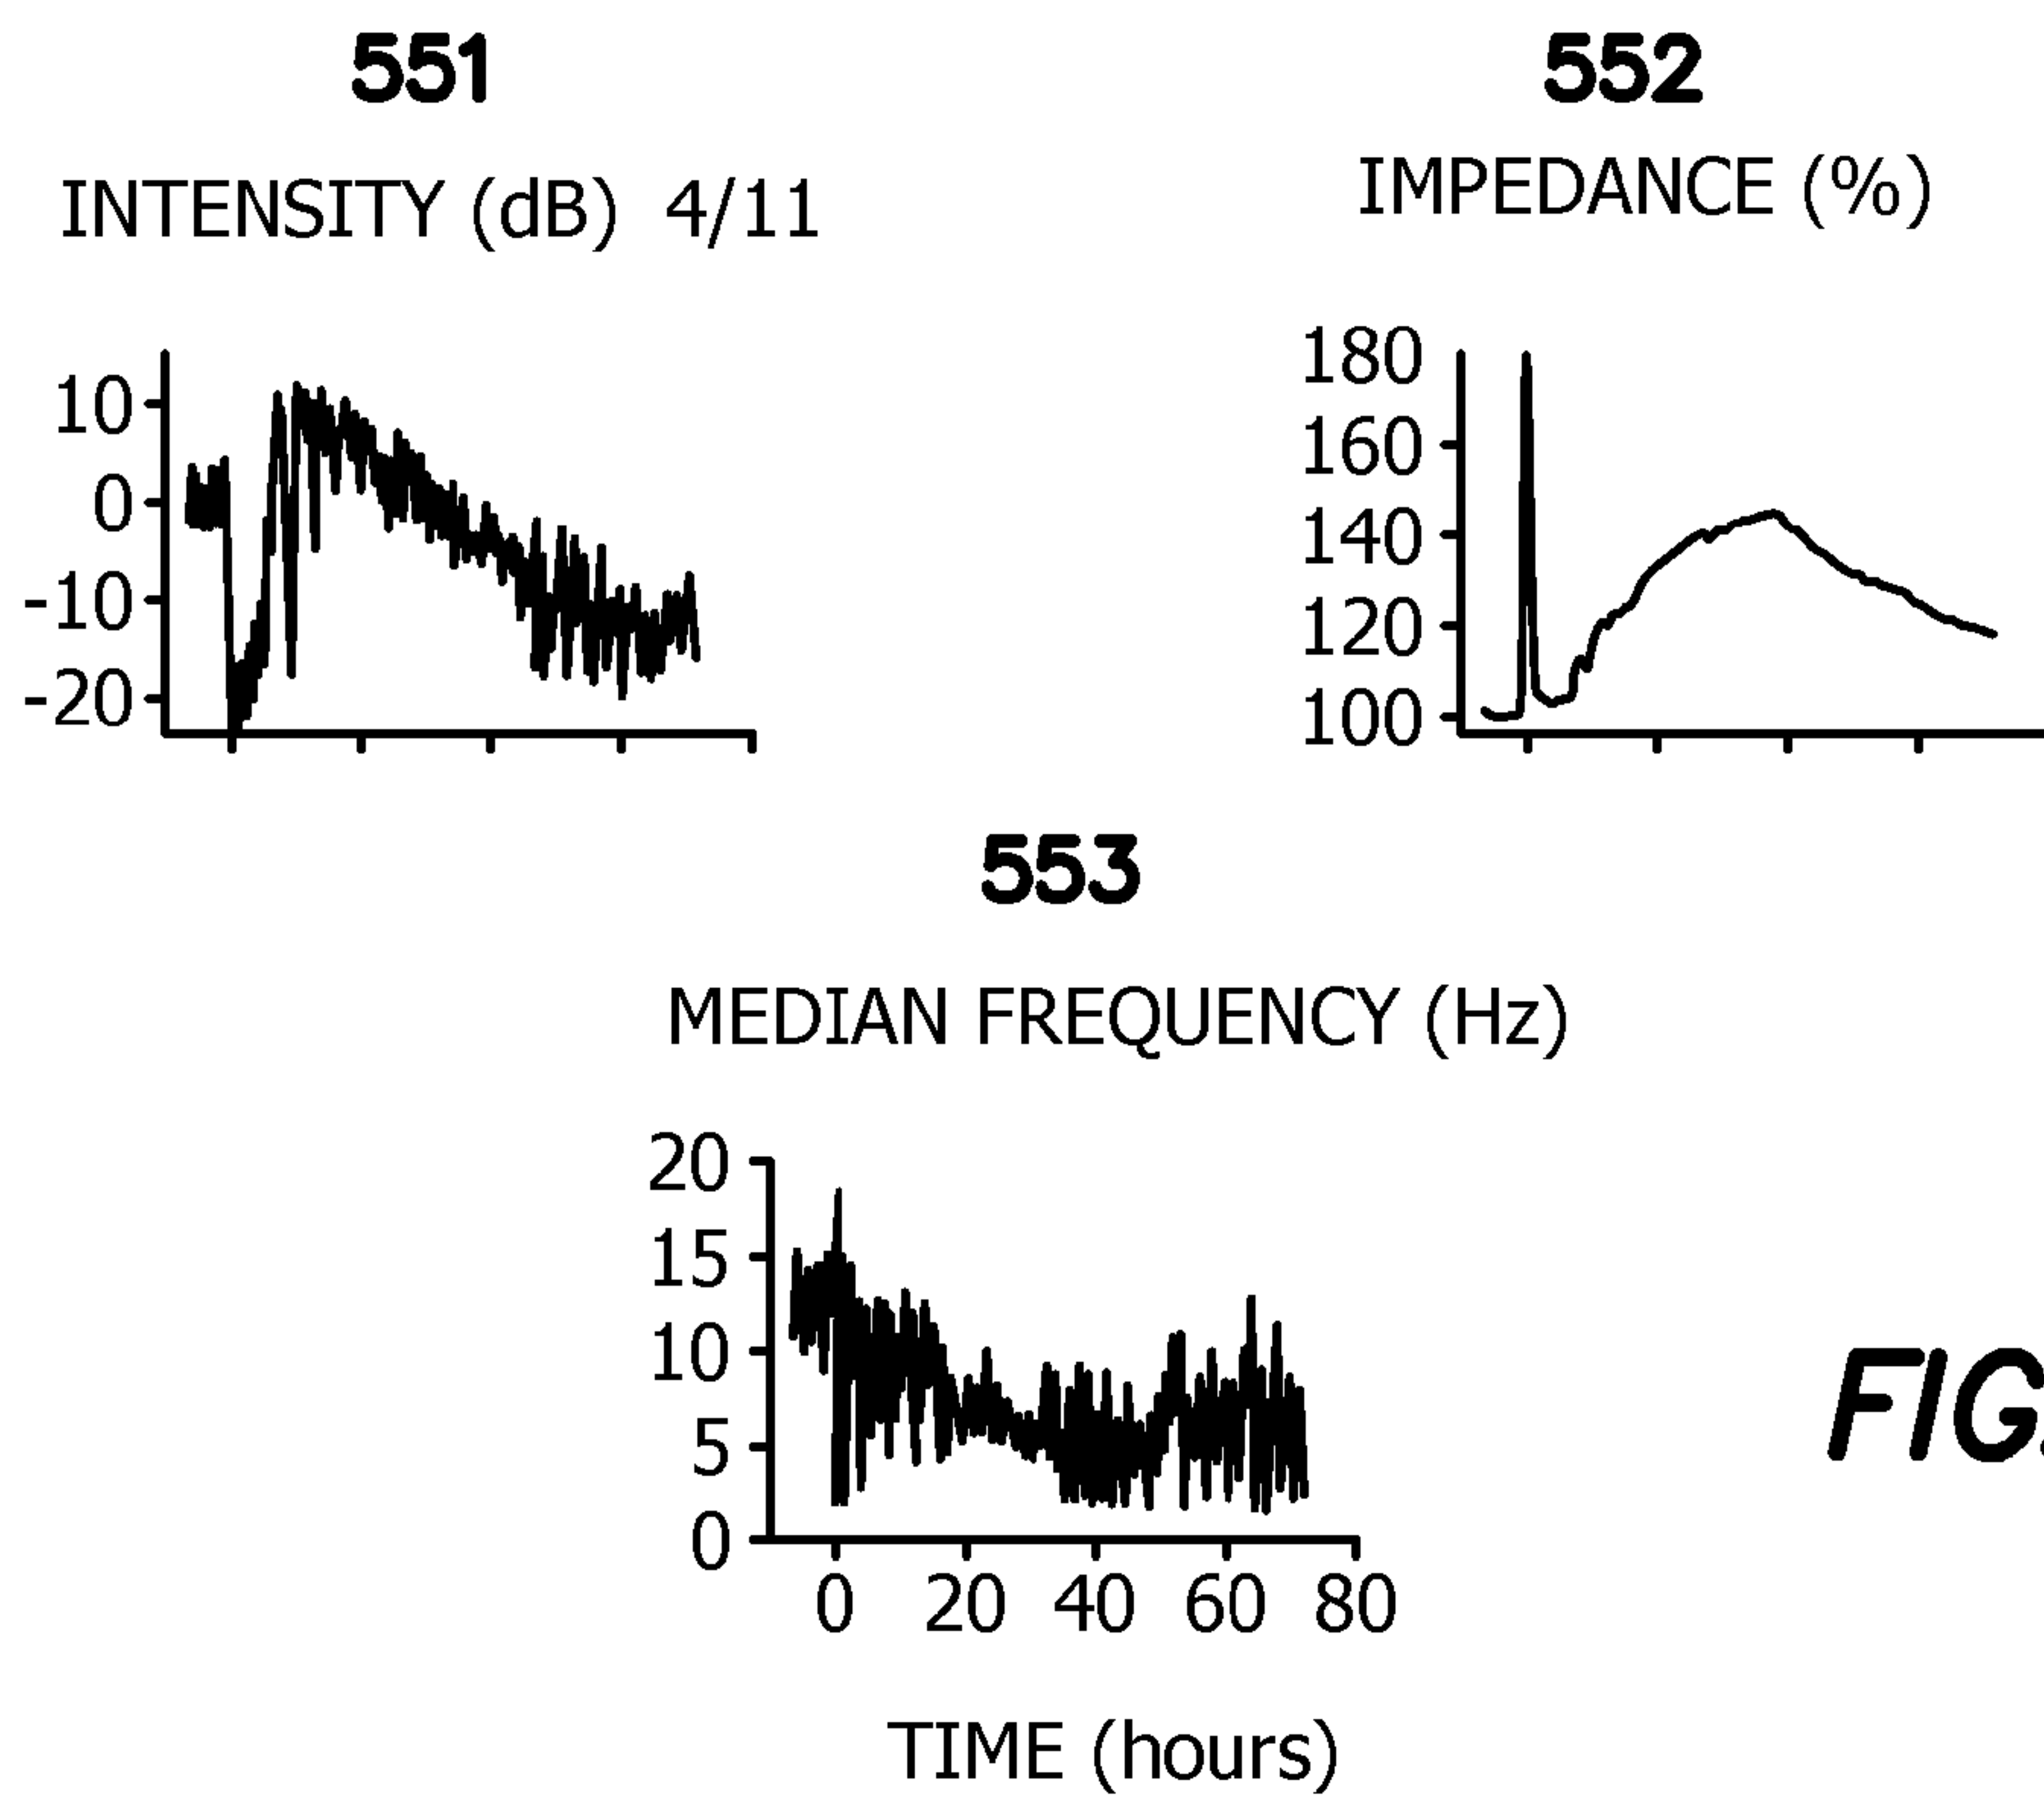 551
INTENSITY (dB) 4/11
10
0
-10
-20
552
IMPEDANCE (%)
180
160
140
120
100
553
MEDIAN FREQUENCY (Hz)
20
15
10
5
0
0 20 40 60 80
TIME (hours)
FIG.